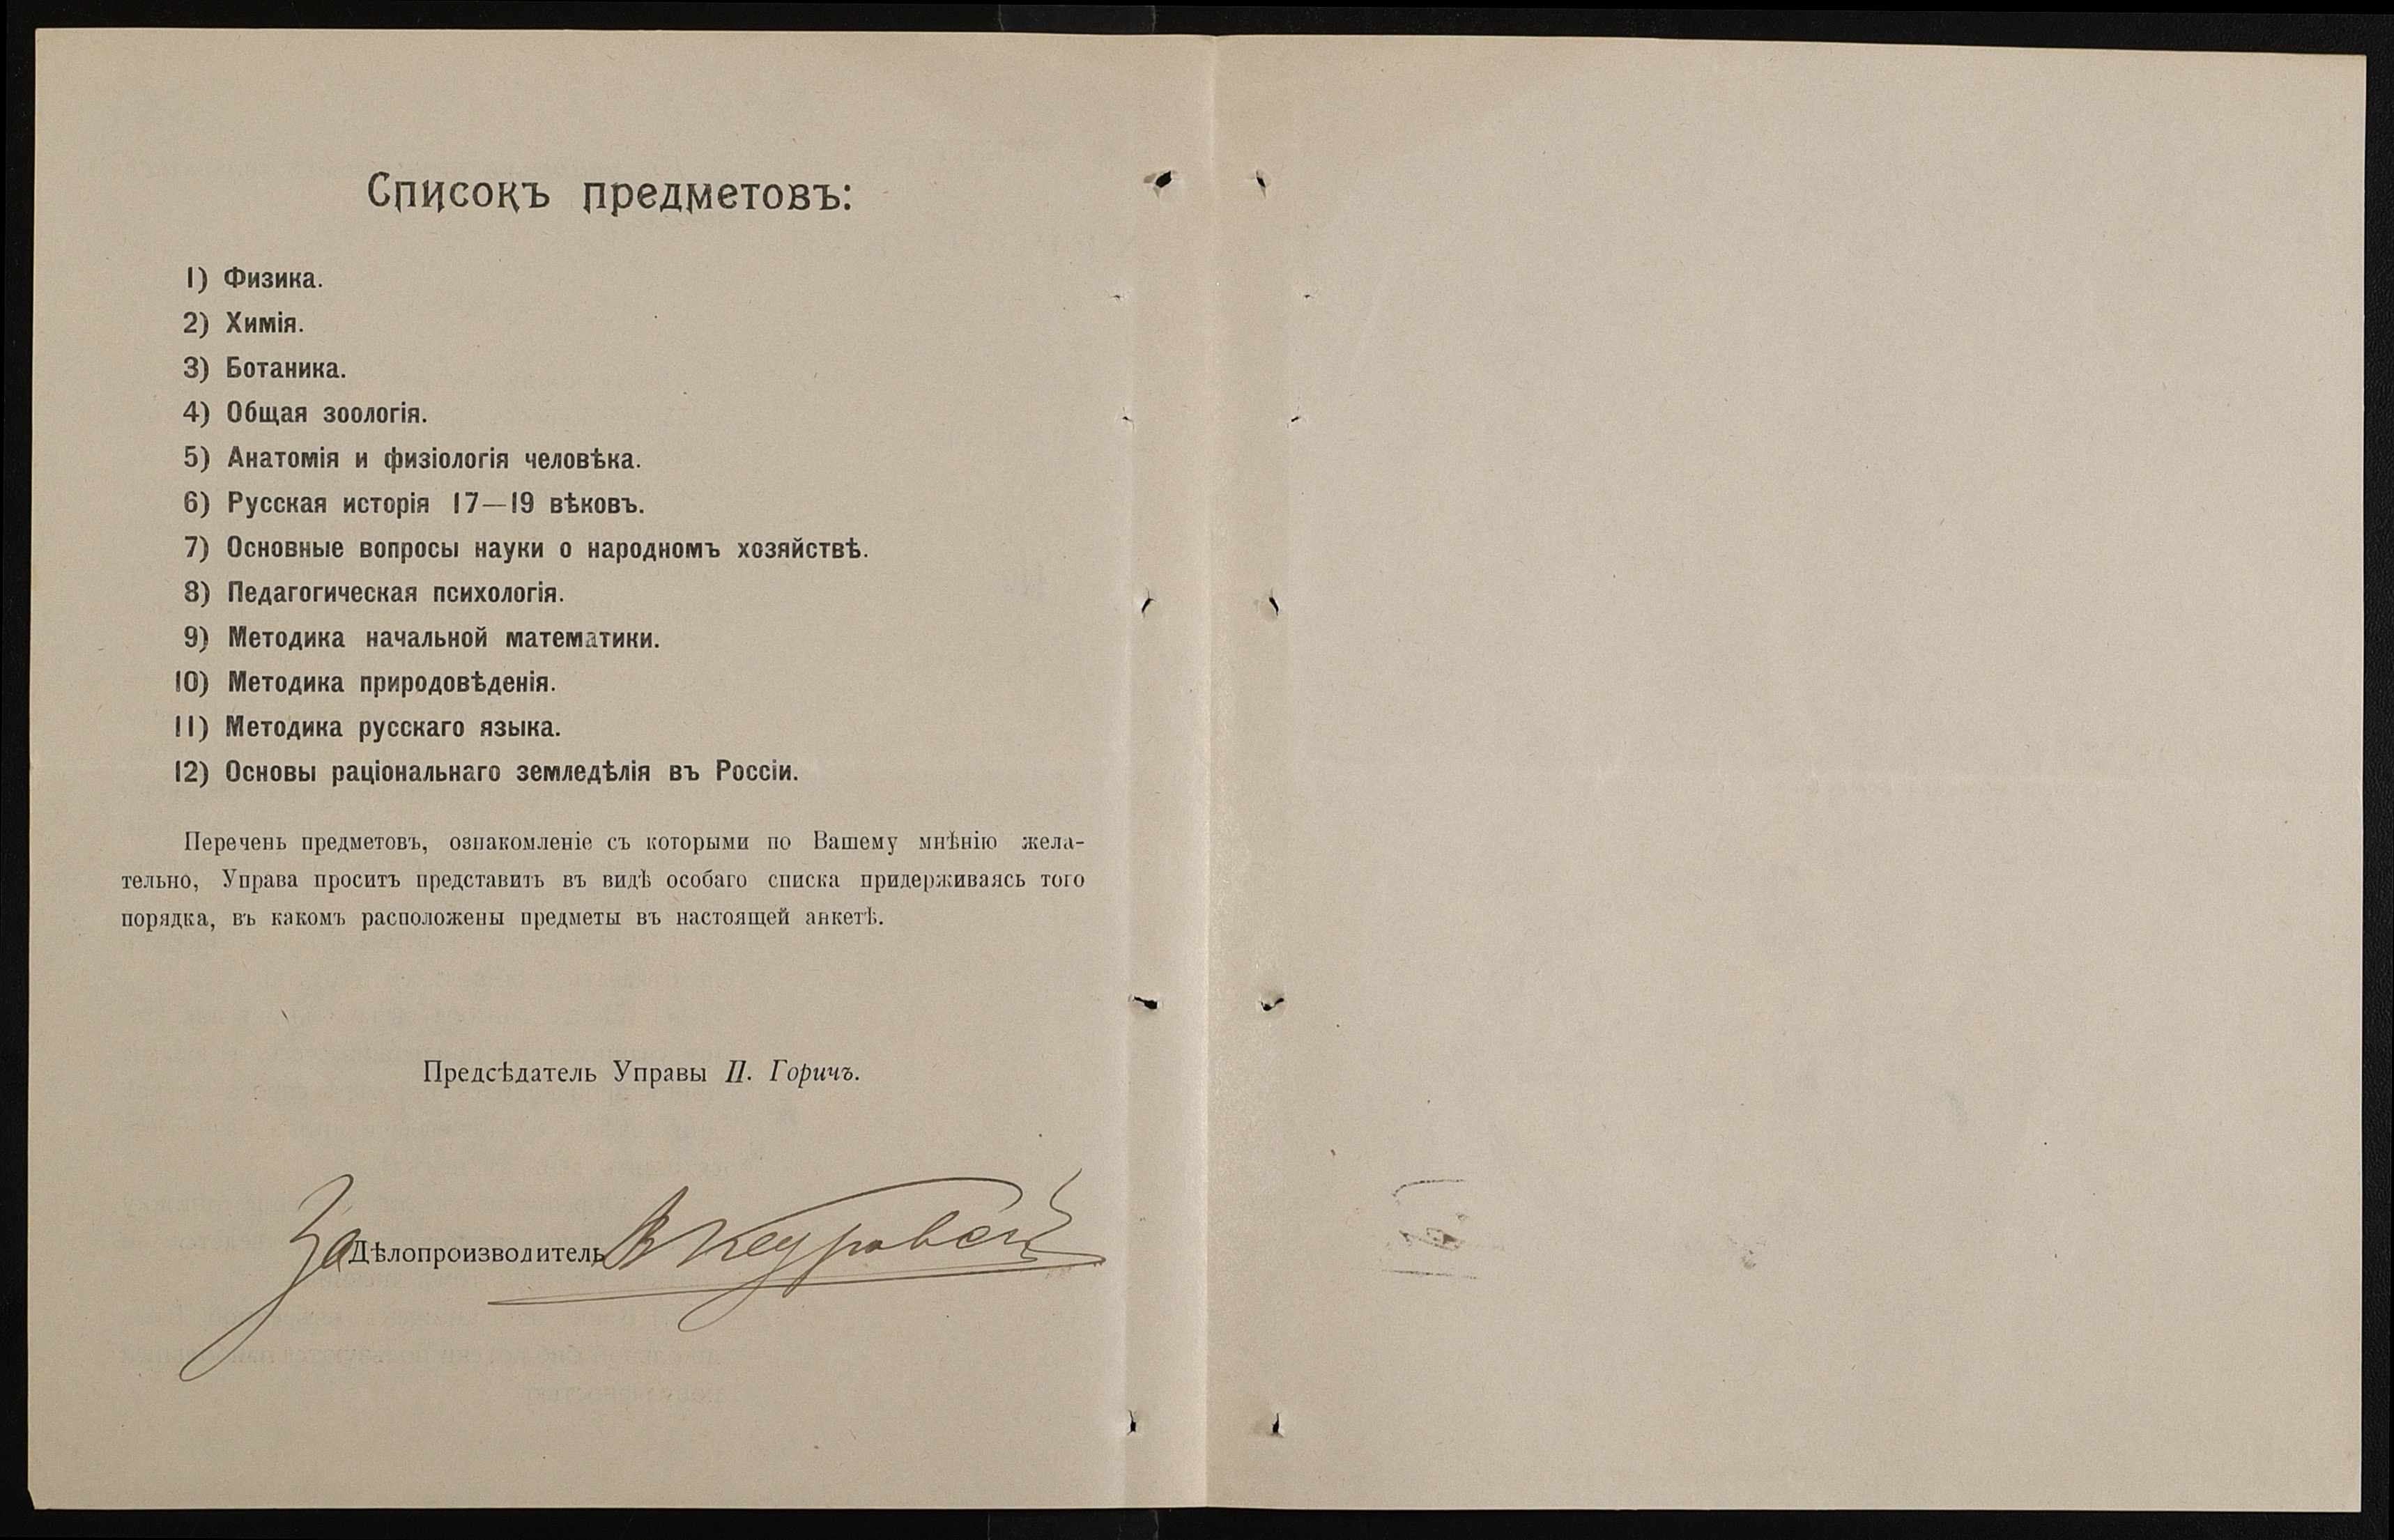 Списокъ предметовъ:
1) Физика.
2) Химія.
3) Ботаника.
4) Общая зоологія.
5) Анатомія и физіологія человѣка.
6) Русская исторія 17—19 вѣковъ.
7) Основные вопросы науки о народномъ хозяйствѣ.
8) Педагогическая психологія.
9) Методика начальной математики.
10) Методика природовѣденія.
11) Методика русскаго языка.
12) Основы раціональнаго земледѣлія въ Россіи.
Перечень предметовъ, ознакомленіе съ которыми по Вашему мнѣнію жела-
тельно, Управа проситъ представить въ видѣ особаго списка придерживаясь того
порядка, въ какомъ расположены предметы въ настоящей анкетѣ.
Предсѣдатель Управы П. Горичъ.
За Дѣлопроизводитель